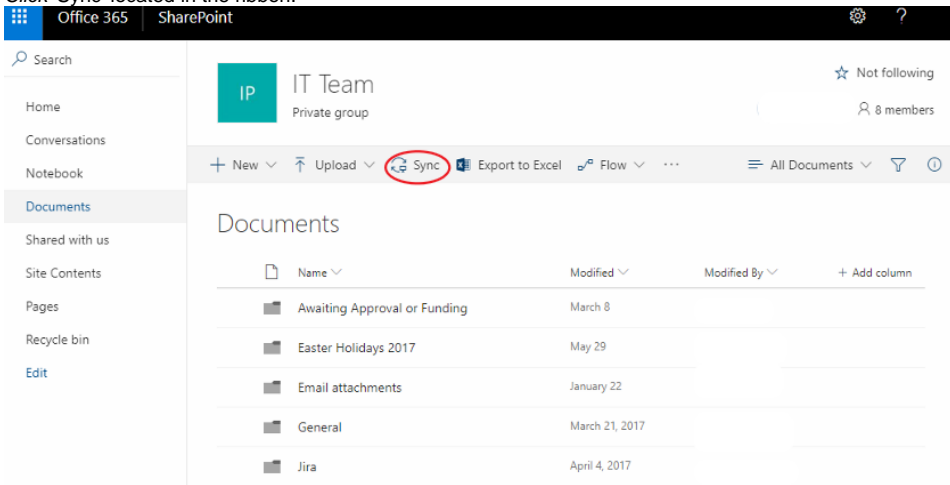 Click 'Sync' located in the ribbon.
Office 365 SharePoint ?
Search
IP IT Team Not following
Private group 8 members
Home
Conversations
Notebook
Documents
Shared with us
Site Contents
Pages
Recycle bin
Edit
+ New Upload Sync Export to Excel Flow ... All Documents
Documents
Name Modified Modified By + Add column
Awaiting Approval or Funding March 8
Easter Holidays 2017 May 29
Email attachments January 22
General March 21, 2017
Jira April 4, 2017